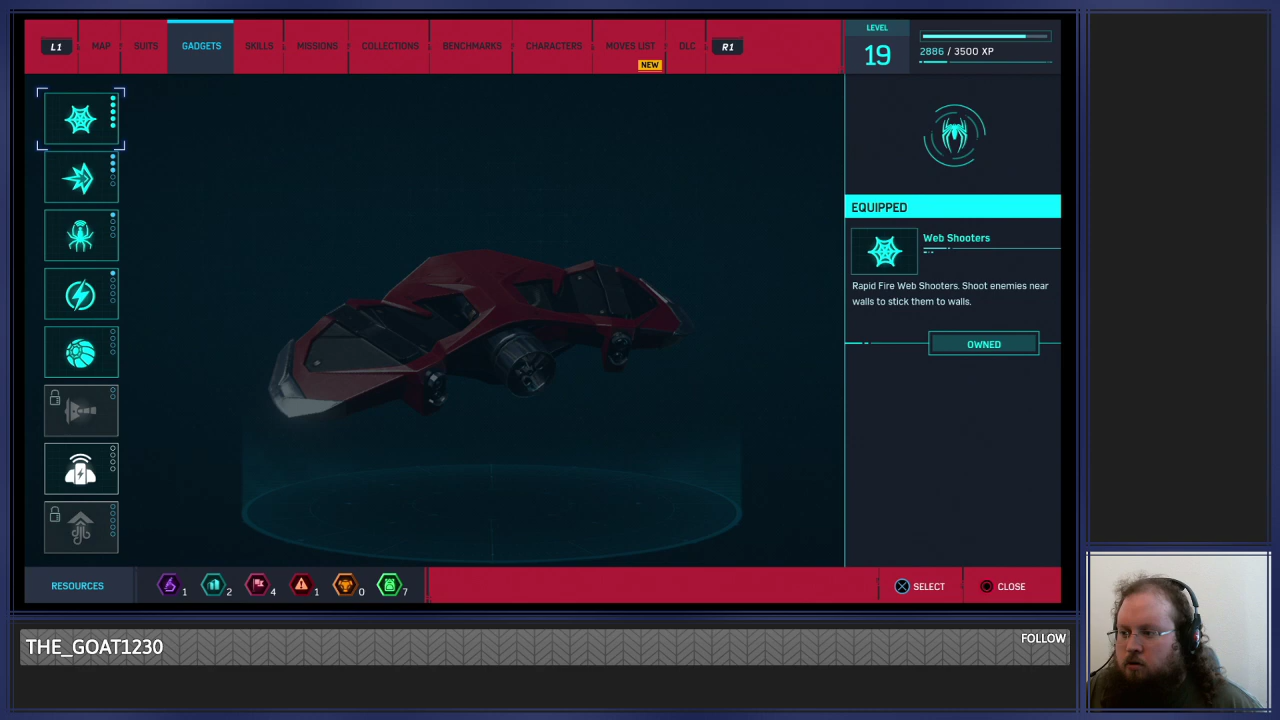 L1 MAP SUITS GADGETS SKILLS MISSIONS COLLECTIONS BENCHMARKS CHARACTERS MOVES LIST DLC R1
NEW
LEVEL
19
2886 / 3500 XP
EQUIPPED
Web Shooters
Rapid Fire Web Shooters. Shoot enemies near
walls to stick them to walls.
OWNED
RESOURCES 1 2 4 1 0 7 SELECT CLOSE
THE_GOAT1230 FOLLOW